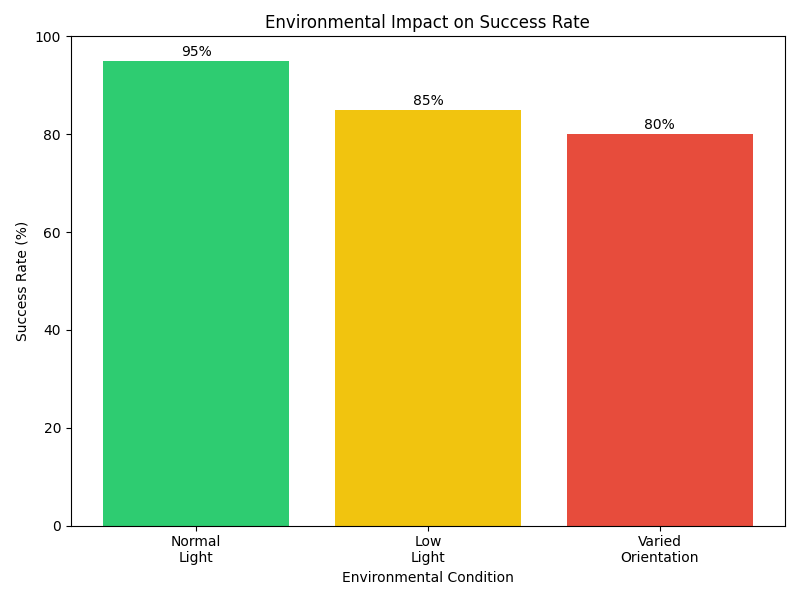 Environmental Impact on Success Rate
100
80
60
40
20
0
Success Rate (%)
95%
85%
80%
Normal
Light
Low
Light
Varied
Orientation
Environmental Condition